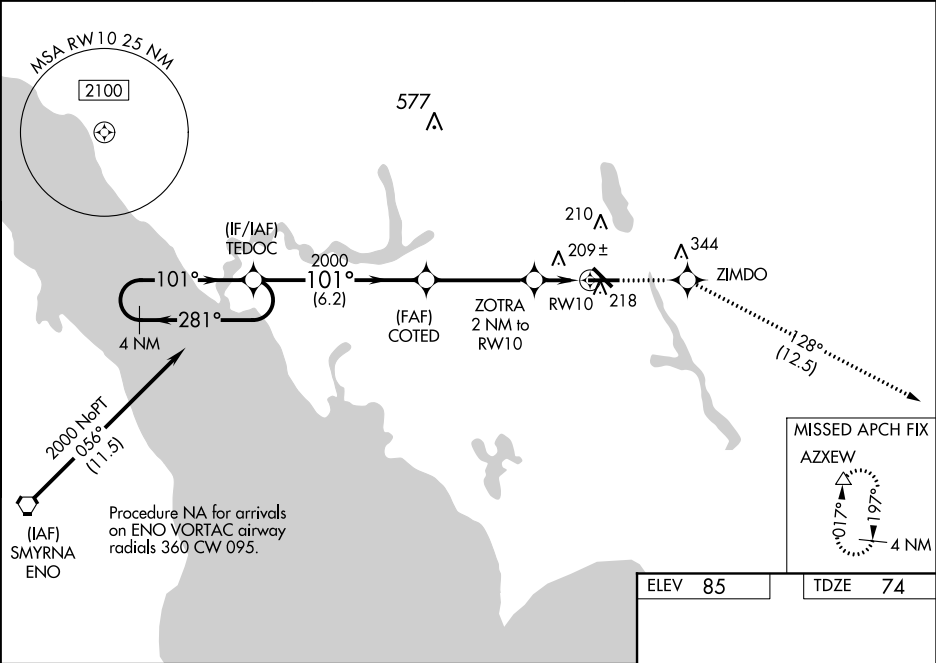 MSA RW10 25 NM
2100
577
(IF/IAF)
TEDOC
210
209 ±
344
101°
2000
101°
(6.2)
ZIMDO
281°
4 NM
(FAF)
COTED
ZOTRA
2 NM to
RW10
RW10
218
128°
(12.5)
2000 NoPT
056°
(11.5)
MISSED APCH FIX
AZXEW
017°
197°
4 NM
(IAF)
SMYRNA
ENO
Procedure NA for arrivals
on ENO VORTAC airway
radials 360 CW 095.
ELEV 85
TDZE 74